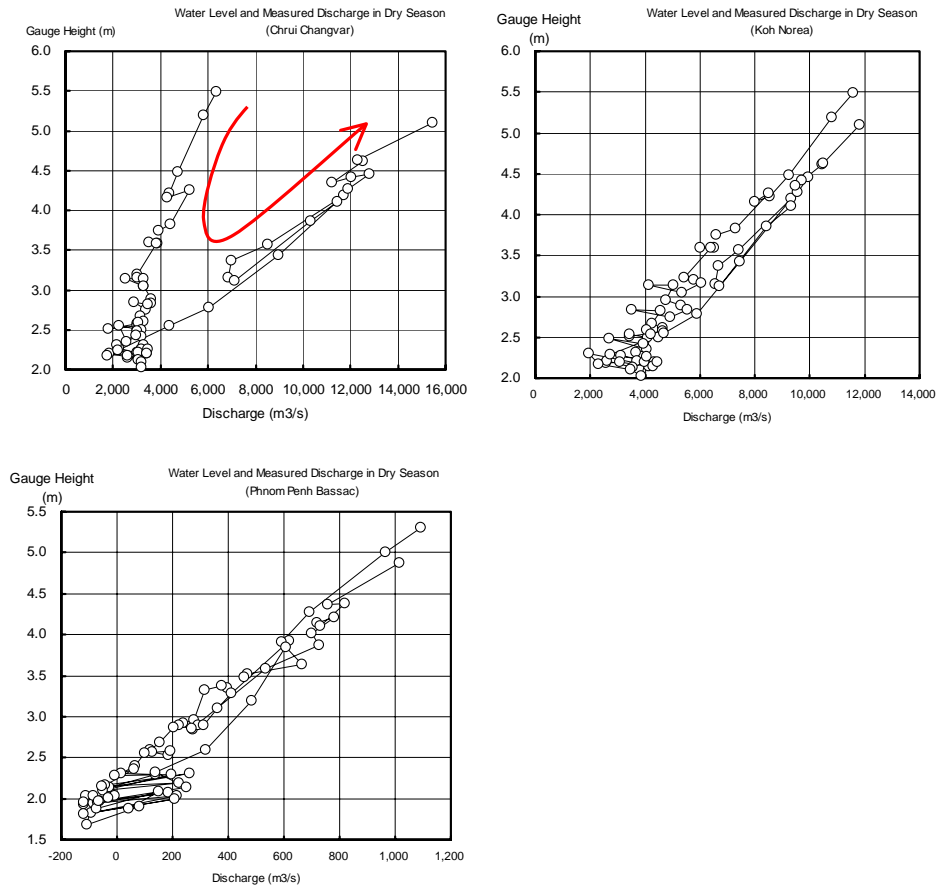 Water Level and Measured Discharge in Dry Season
(Chrui Changvar)
Gauge Height (m)
6.0
5.5
5.0
4.5
4.0
3.5
3.0
2.5
2.0
0 2,000 4,000 6,000 8,000 10,000 12,000 14,000 16,000
Discharge (m3/s)
Water Level and Measured Discharge in Dry Season
(Koh Norea)
Gauge Height
(m)
6.0
5.5
5.0
4.5
4.0
3.5
3.0
2.5
2.0
0 2,000 4,000 6,000 8,000 10,000 12,000 14,000
Discharge (m3/s)
Water Level and Measured Discharge in Dry Season
(Phnom Penh Bassac)
Gauge Height
(m)
5.5
5.0
4.5
4.0
3.5
3.0
2.5
2.0
1.5
-200 0 200 400 600 800 1,000 1,200
Discharge (m3/s)